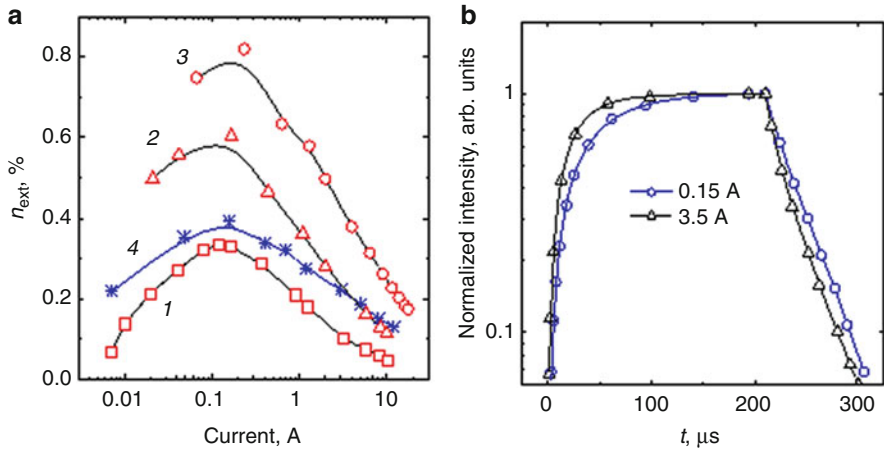 a
n_ext, %
0.8
0.6
0.4
0.2
0.0
3
2
4
1
0.01
0.1
1
10
Current, A
b
Normalized intensity, arb. units
1
0.1
0.15 A
3.5 A
0
100
200
300
t, μs